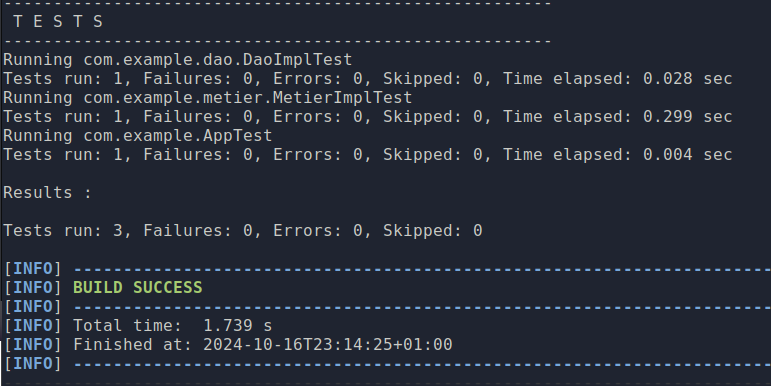 -------------------------------------------------------
 T E S T S
-------------------------------------------------------
Running com.example.dao.DaoImplTest
Tests run: 1, Failures: 0, Errors: 0, Skipped: 0, Time elapsed: 0.028 sec
Running com.example.metier.MetierImplTest
Tests run: 1, Failures: 0, Errors: 0, Skipped: 0, Time elapsed: 0.299 sec
Running com.example.AppTest
Tests run: 1, Failures: 0, Errors: 0, Skipped: 0, Time elapsed: 0.004 sec

Results :

Tests run: 3, Failures: 0, Errors: 0, Skipped: 0

[INFO] ----------------------------------------------------------------------
[INFO] BUILD SUCCESS
[INFO] ----------------------------------------------------------------------
[INFO] Total time:  1.739 s
[INFO] Finished at: 2024-10-16T23:14:25+01:00
[INFO] ----------------------------------------------------------------------